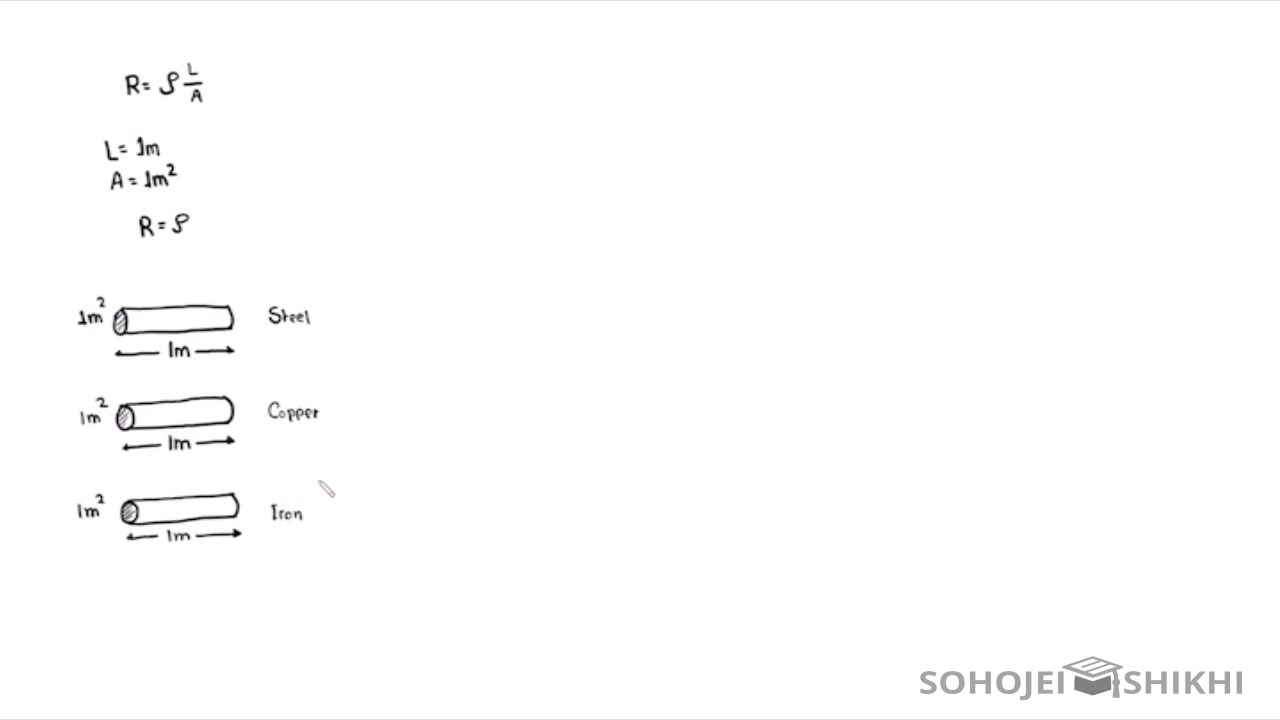 R = ρ L/A
L = 1m
A = 1m²
R = ρ
1m² Steel
1m
1m² Copper
1m
1m² Iron
1m
SOHOJEI SHIKHI